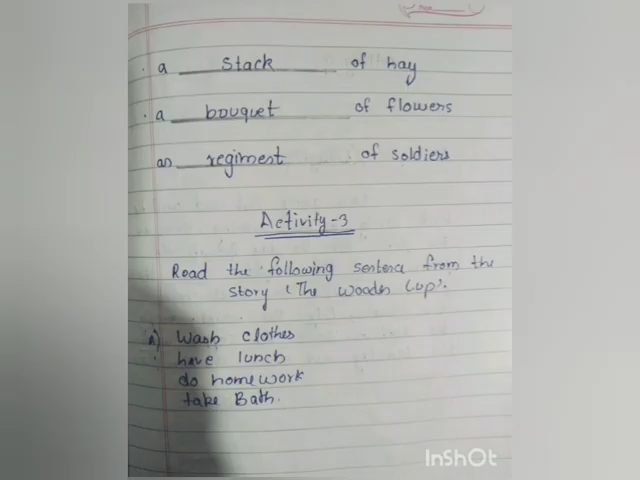 a stack of hay
a bouquet of flowers
an regiment of soldiers
Activity-3
Read the following sentence from the
story 'The Wooden Cup'.
A) Wash clothes
have lunch
do homework
take Bath.
InShOt